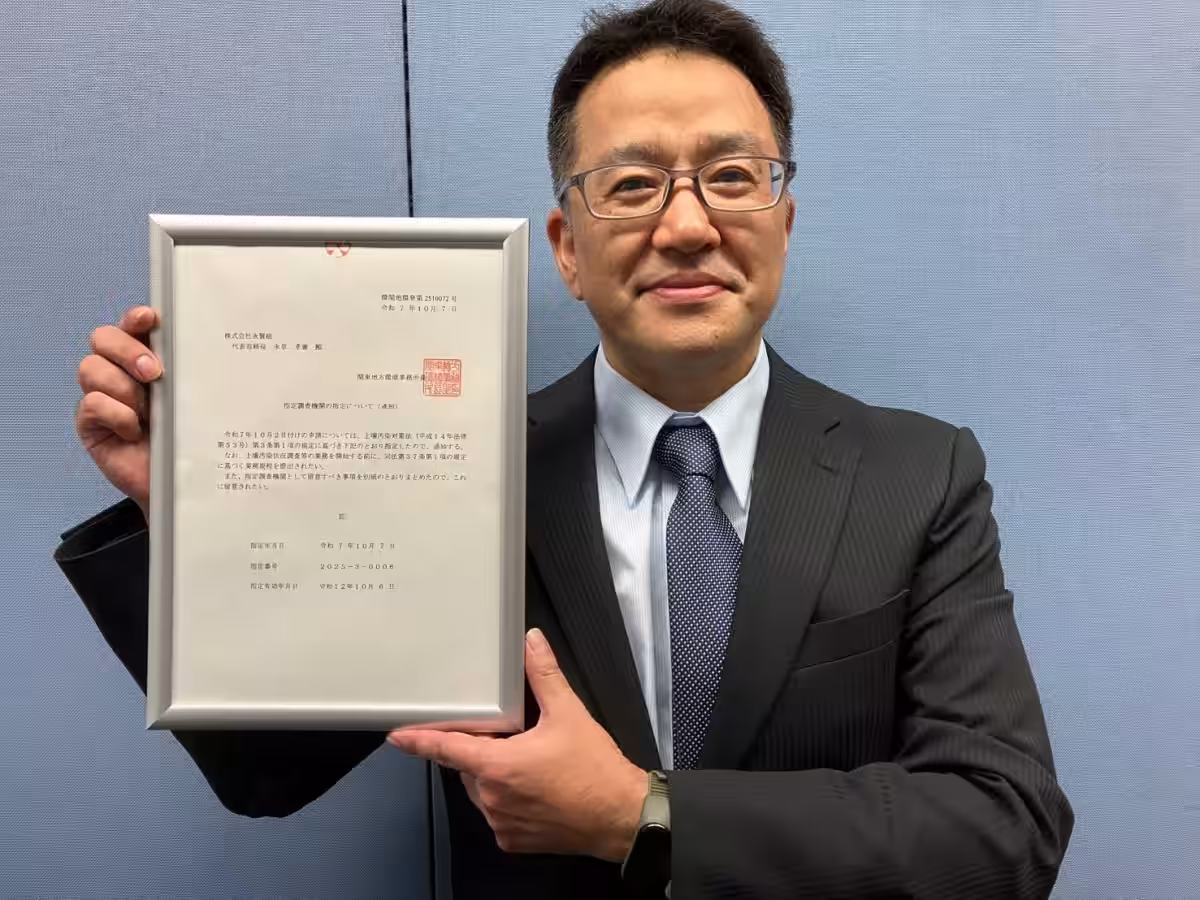 環関地環発第2510072号
令和 7 年10月 7 日
株式会社永賢組
代表取締役 永草 孝憲 殿
関東地方環境事務所長
指定調査機関の指定について（通知）
令和7年10月2日付けの申請については、土壌汚染対策法（平成14年法律
第53号）第3条第1項の規定に基づき下記のとおり指定したので、通知する。
なお、土壌汚染状況調査等の業務を開始する前に、同法第37条第1項の規定
に基づく業務規程を提出されたい。
また、指定調査機関として留意すべき事項を別紙のとおりまとめたので、これ
に留意されたい。
記
指定年月日 令和 7 年10月 7 日
指定番号 2025-3-0006
指定有効年月日 令和12年10月 6 日